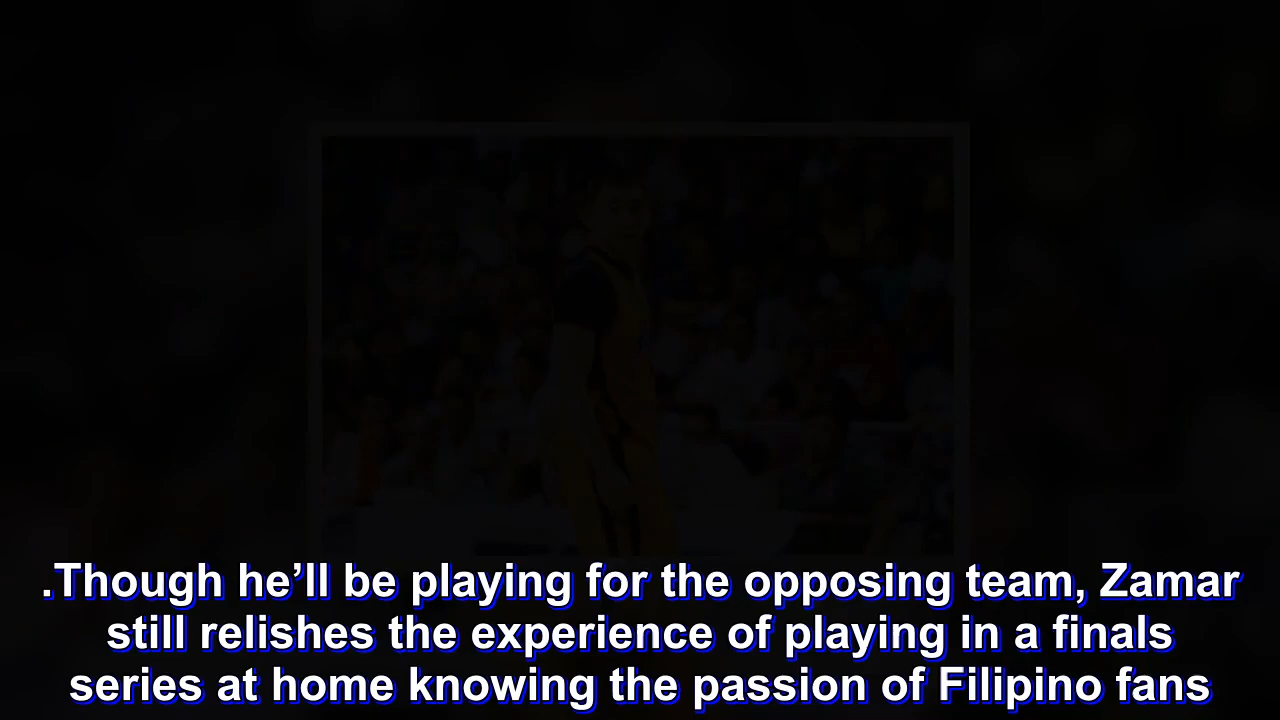 .Though he’ll be playing for the opposing team, Zamar
still relishes the experience of playing in a finals
series at home knowing the passion of Filipino fans